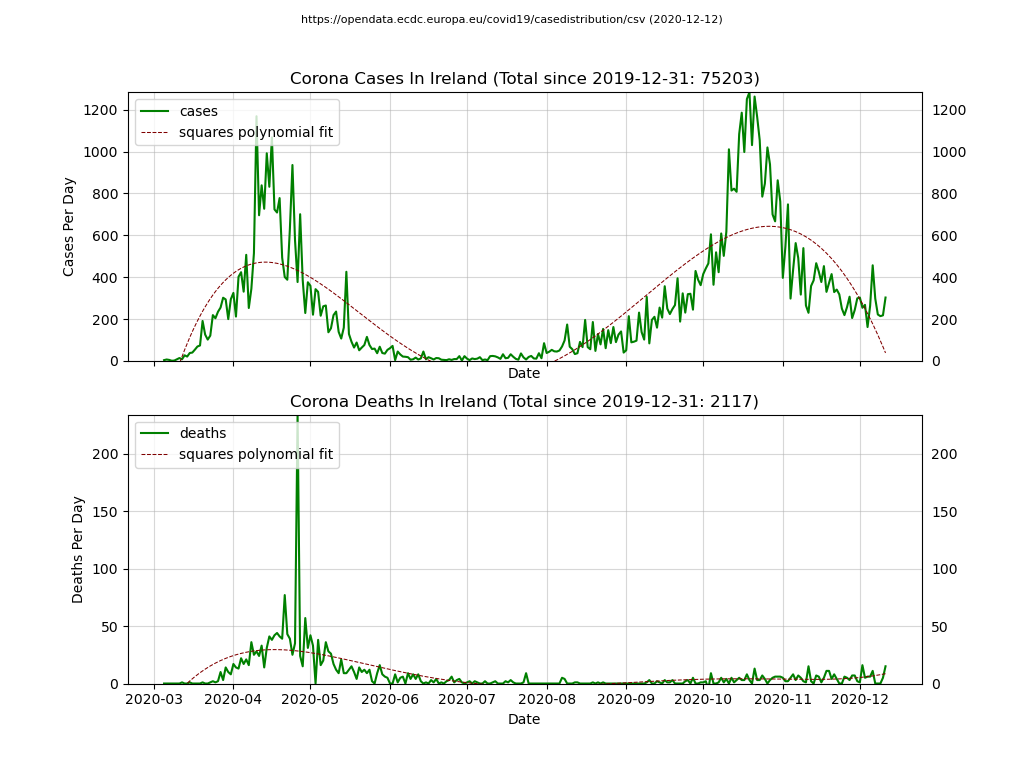 https://opendata.ecdc.europa.eu/covid19/casedistribution/csv (2020-12-12)
Corona Cases In Ireland (Total since 2019-12-31: 75203)
cases
squares polynomial fit
Cases Per Day
1200 1200
1000 1000
800 800
600 600
400 400
200 200
0 0
Date
Corona Deaths In Ireland (Total since 2019-12-31: 2117)
deaths
squares polynomial fit
Deaths Per Day
200 200
150 150
100 100
50 50
0 0
2020-03 2020-04 2020-05 2020-06 2020-07 2020-08 2020-09 2020-10 2020-11 2020-12
Date